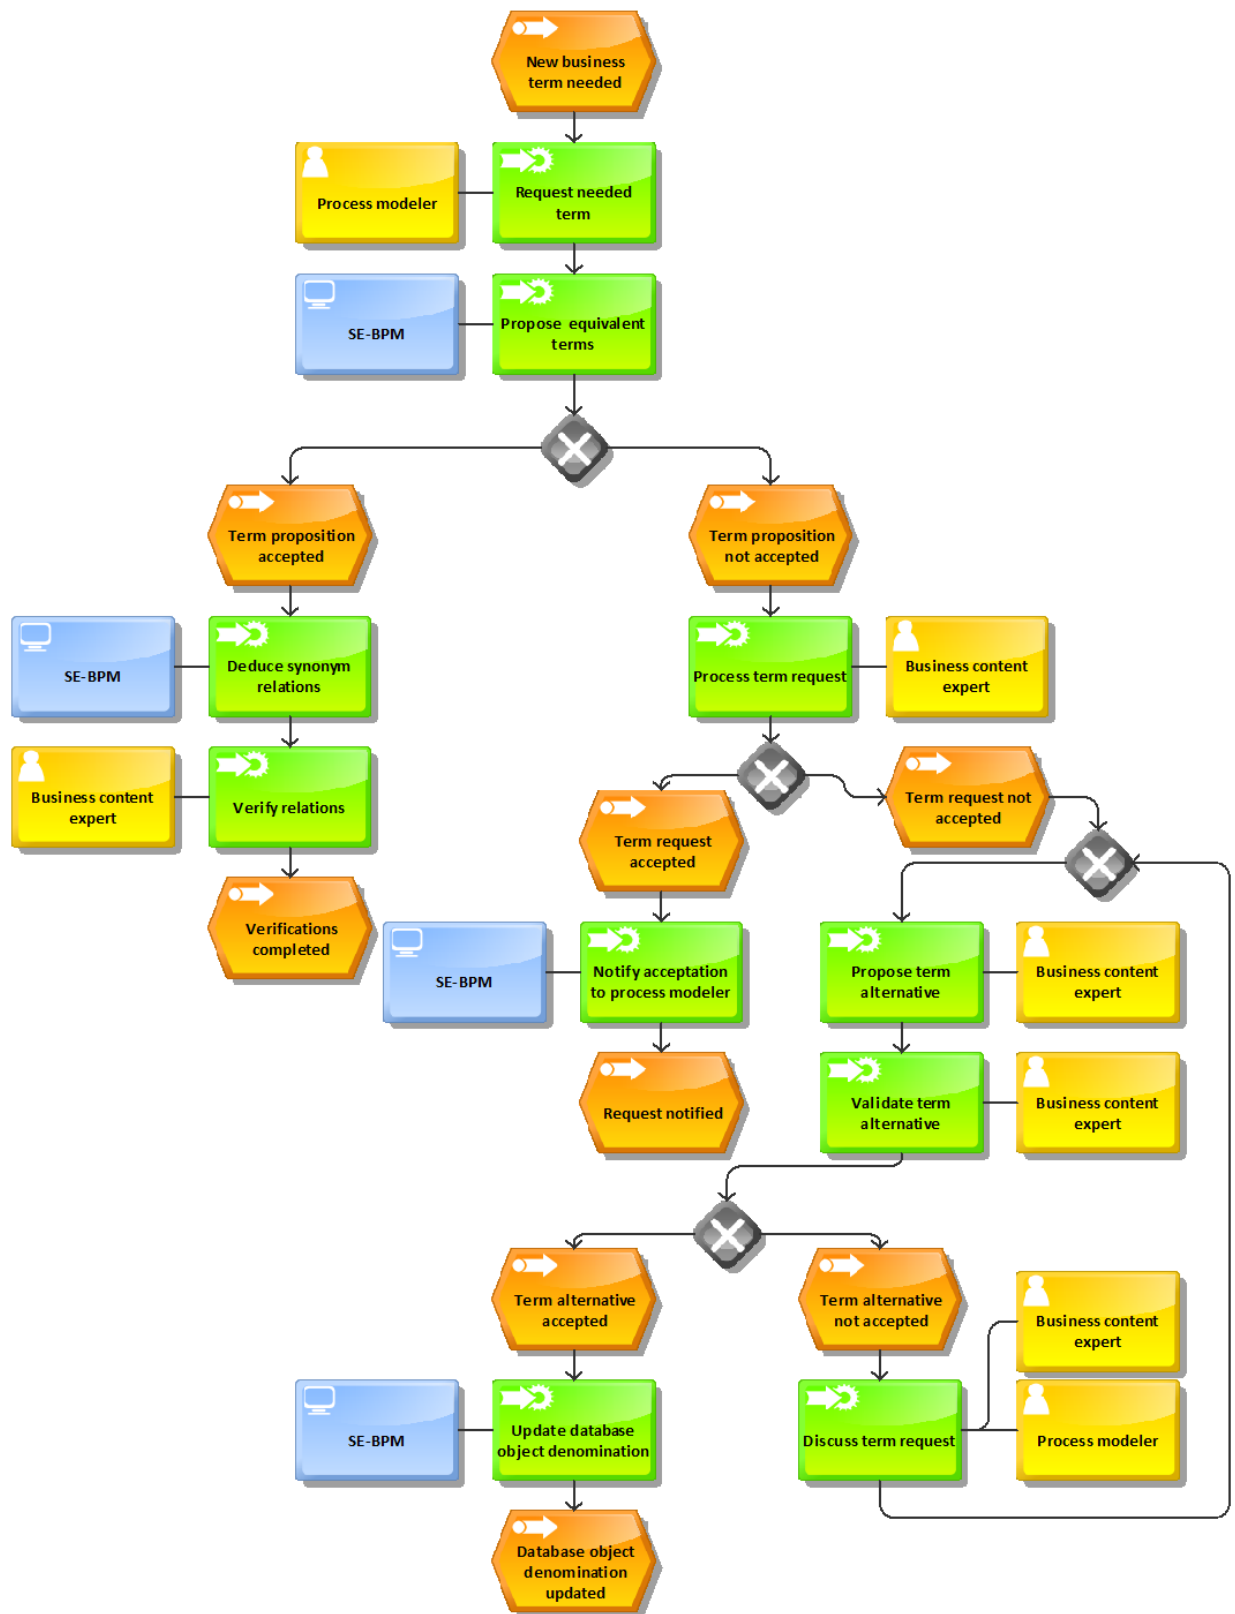 New business
term needed
Process modeler
Request needed
term
SE-BPM
Propose equivalent
terms
Term proposition
accepted
Term proposition
not accepted
SE-BPM
Deduce synonym
relations
Process term request
Business content
expert
Business content
expert
Verify relations
Term request not
accepted
Term request
accepted
Verifications
completed
SE-BPM
Notify acceptation
to process modeler
Propose term
alternative
Business content
expert
Request notified
Validate term
alternative
Business content
expert
Term alternative
accepted
Term alternative
not accepted
Business content
expert
SE-BPM
Update database
object denomination
Discuss term request
Process modeler
Database object
denomination
updated